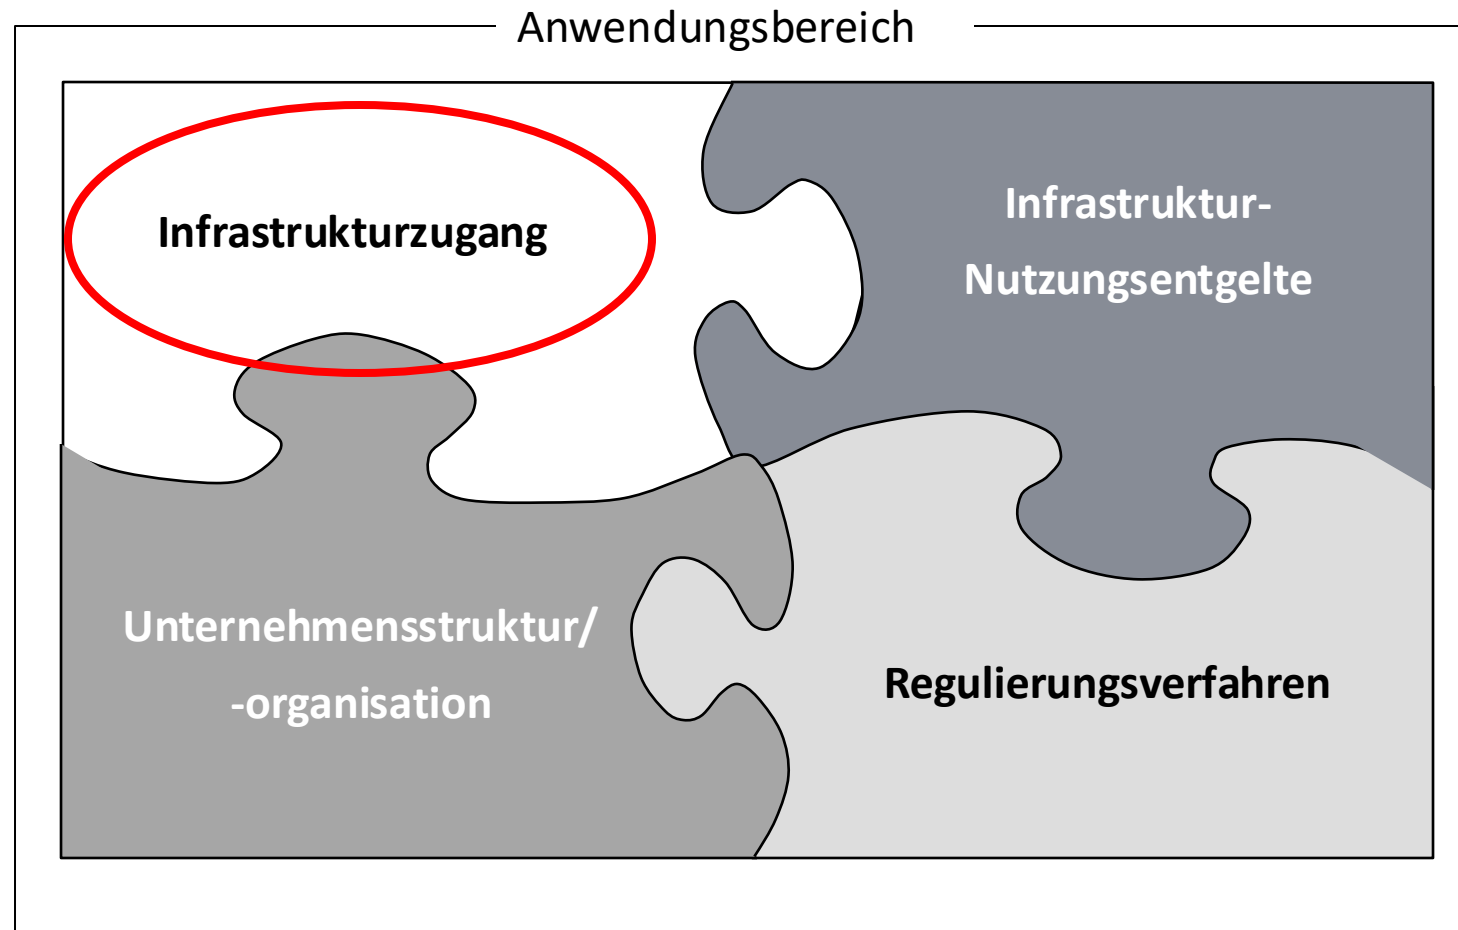 Anwendungsbereich
Infrastrukturzugang
Infrastruktur-
Nutzungsentgelte
Unternehmensstruktur/
-organisation
Regulierungsverfahren